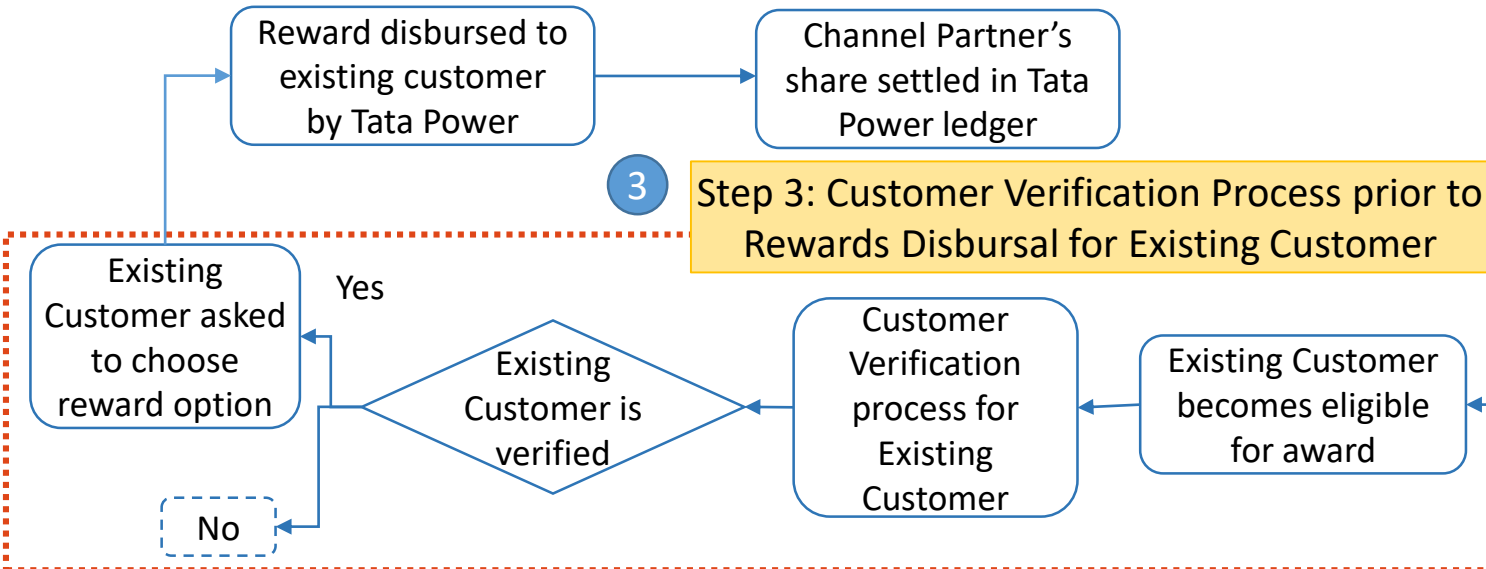 Reward disbursed to
existing customer
by Tata Power
Channel Partner’s
share settled in Tata
Power ledger
3
Step 3: Customer Verification Process prior to
Rewards Disbursal for Existing Customer
Existing
Customer asked
to choose
reward option
Yes
Existing
Customer is
verified
Customer
Verification
process for
Existing
Customer
Existing Customer
becomes eligible
for award
No